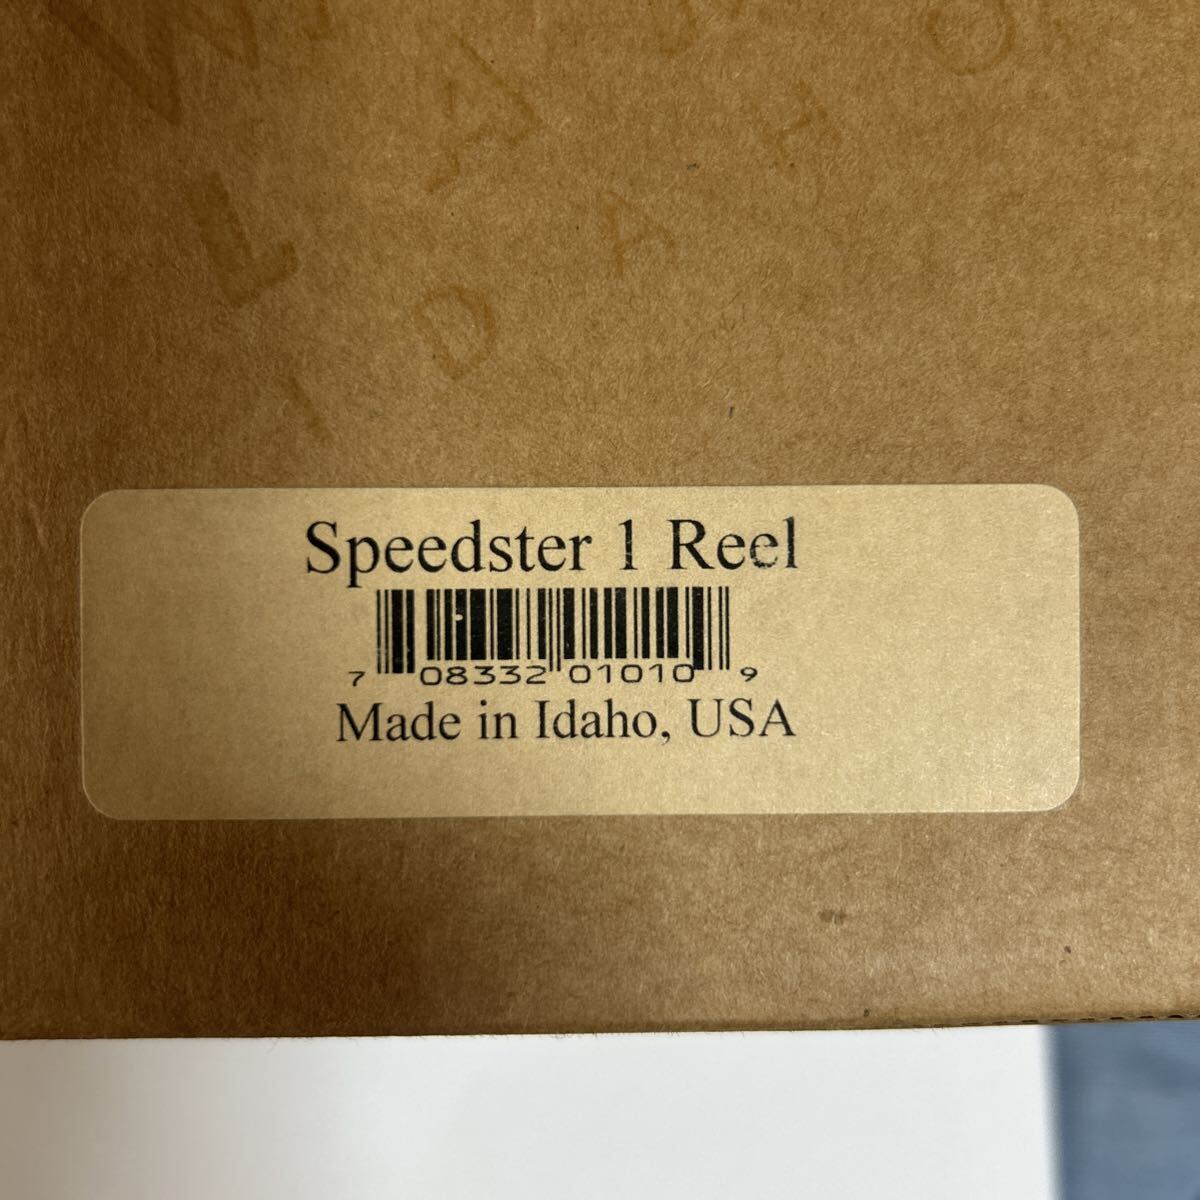 Speedster 1 Reel
7 08332 01010 9
Made in Idaho, USA